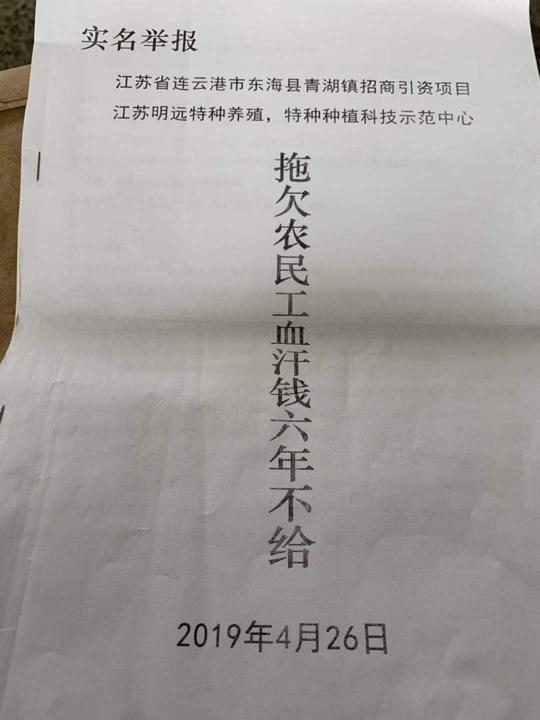 实名举报
江苏省连云港市东海县青湖镇招商引资项目
江苏明远特种养殖，特种种植科技示范中心
拖欠农民工血汗钱六年不给
2019年4月26日